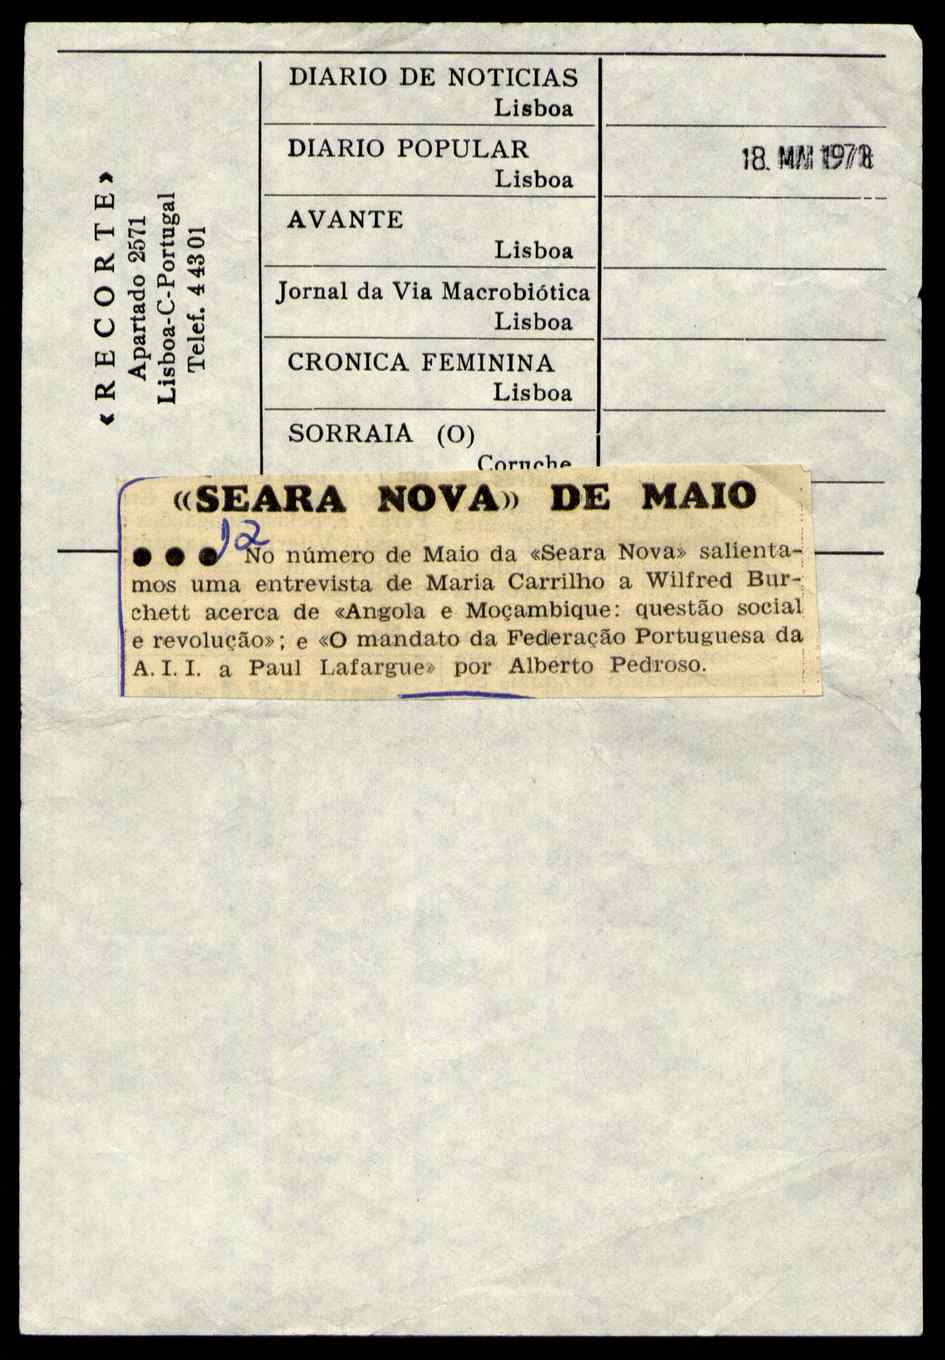 «RECORTE»
Apartado 2571
Lisboa-C-Portugal
Telef. 4 43 01
DIARIO DE NOTICIAS
Lisboa
DIARIO POPULAR
Lisboa
18. MAI 1978
AVANTE
Lisboa
Jornal da Via Macrobiótica
Lisboa
CRONICA FEMININA
Lisboa
SORRAIA (O)
Coruche
«SEARA NOVA» DE MAIO
12
● ● ● No número de Maio da «Seara Nova» salienta-
mos uma entrevista de Maria Carrilho a Wilfred Bur-
chett acerca de «Angola e Moçambique: questão social
e revolução»; e «O mandato da Federação Portuguesa da
A. I. I. a Paul Lafargue» por Alberto Pedroso.